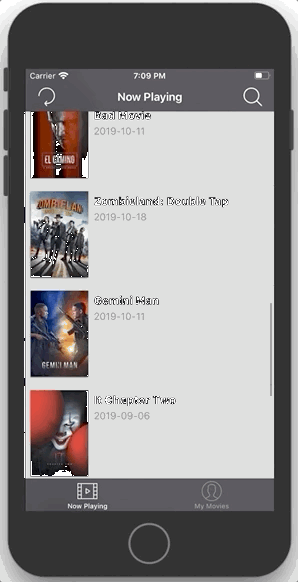 Carrier 7:09 PM
Now Playing
Bad Movie
2019-10-11
EL CAMINO
ZOMBIELAND
Zombieland: Double Tap
2019-10-18
Gemini Man
2019-10-11
GEMINI MAN
It Chapter Two
2019-09-06
Now Playing My Movies